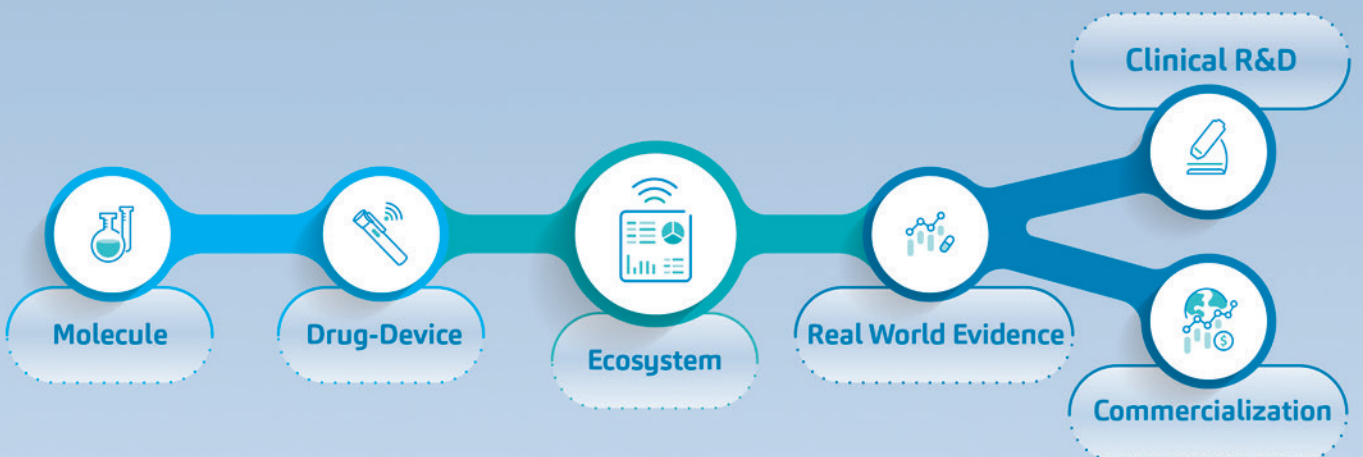 Clinical R&D
Molecule
Drug-Device
Ecosystem
Real World Evidence
$
Commercialization